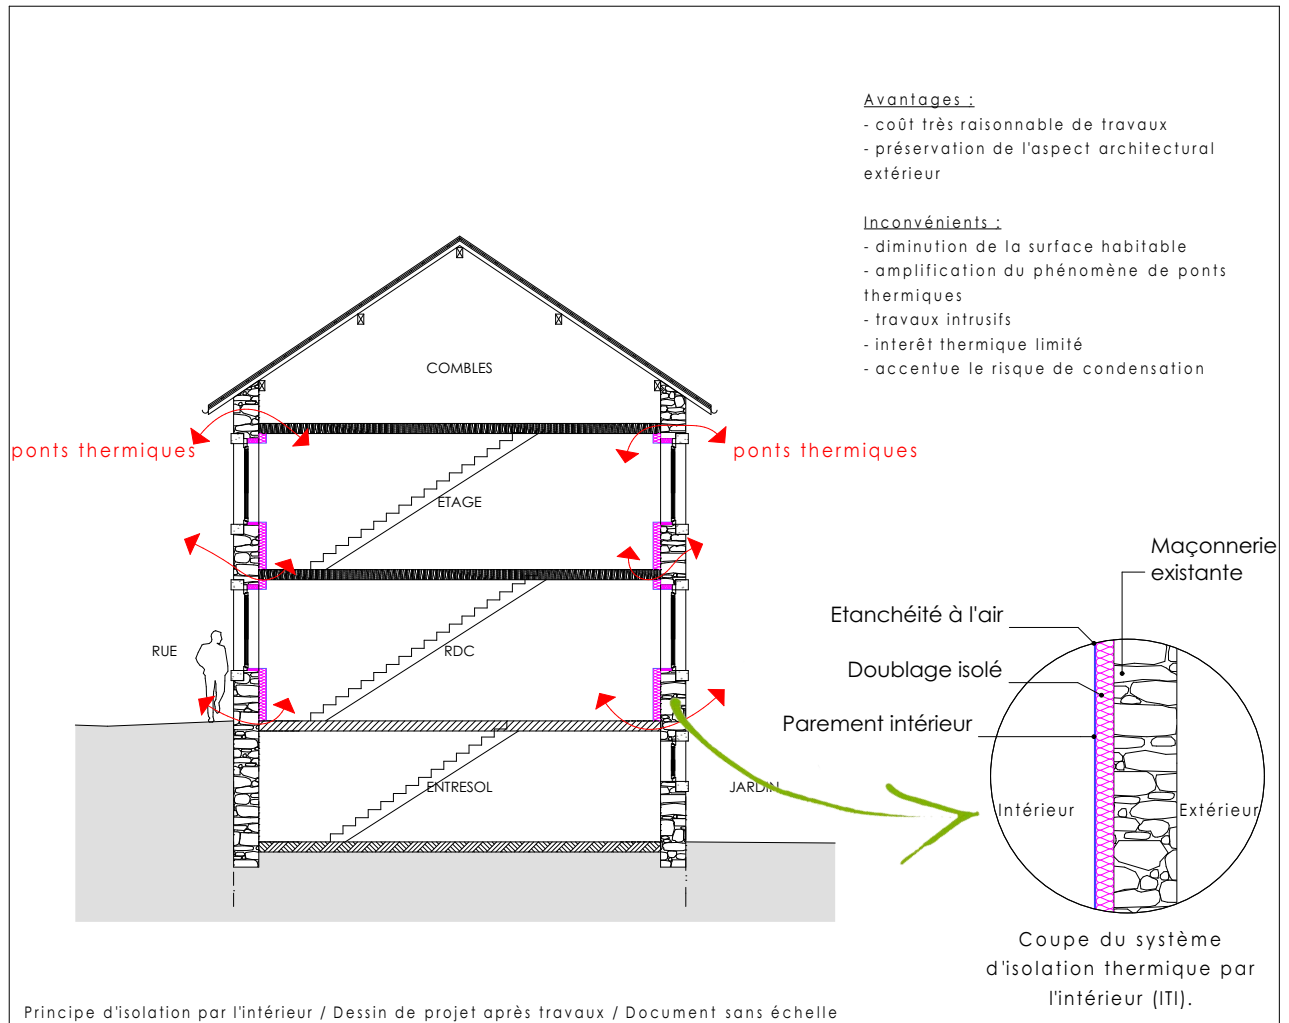 Avantages :
- coût très raisonnable de travaux
- préservation de l'aspect architectural
extérieur
Inconvénients :
- diminution de la surface habitable
- amplification du phénomène de ponts
thermiques
- travaux intrusifs
- interêt thermique limité
- accentue le risque de condensation
COMBLES
ponts thermiques
ponts thermiques
ETAGE
RUE
RDC
ENTRESOL
JARDIN
Maçonnerie
existante
Etanchéité à l'air
Doublage isolé
Parement intérieur
Intérieur
Extérieur
Coupe du système
d'isolation thermique par
l'intérieur (ITI).
Principe d'isolation par l'intérieur / Dessin de projet après travaux / Document sans échelle